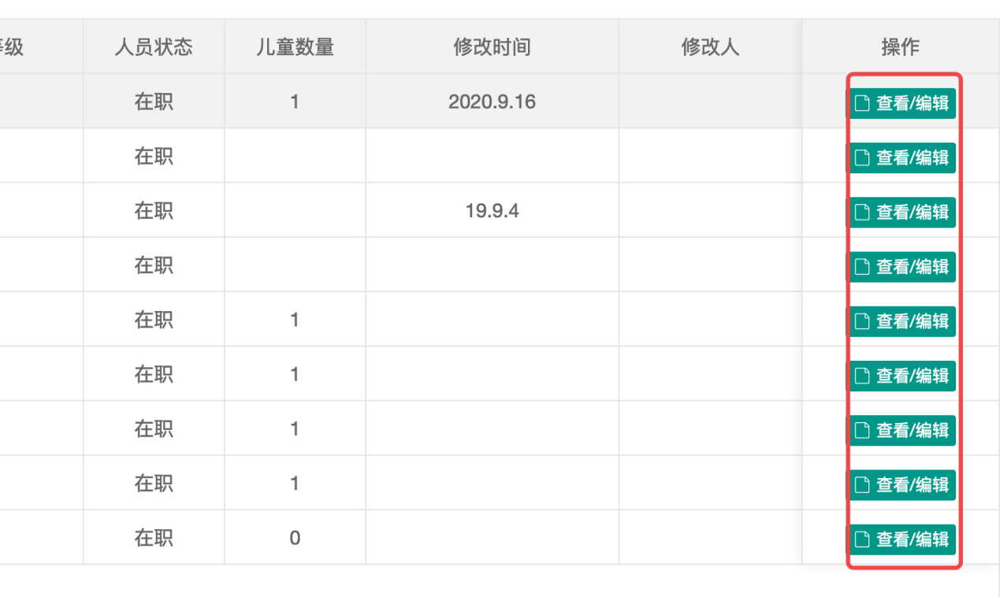 级 人员状态 儿童数量 修改时间 修改人 操作
在职 1 2020.9.16 查看/编辑
在职 查看/编辑
在职 19.9.4 查看/编辑
在职 查看/编辑
在职 1 查看/编辑
在职 1 查看/编辑
在职 1 查看/编辑
在职 1 查看/编辑
在职 0 查看/编辑